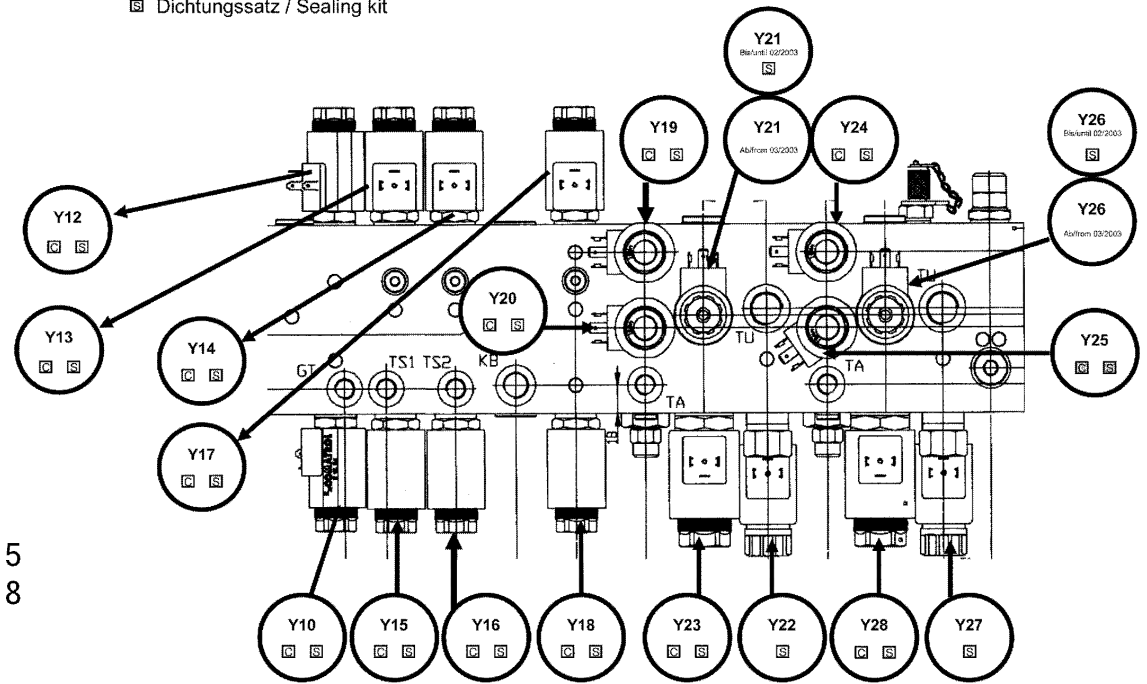 S Dichtungssatz / Sealing kit
Y21
Bis/until 02/2003
S
Y19
C S
Y21
Ab/from 03/2003
Y24
C S
Y26
Bis/until 02/2003
S
Y12
C S
Y26
Ab/from 03/2003
TU
Y20
C S
Y13
C S
Y14
C S
TU
Y25
C S
GT
TS1 TS2
KB
TA
TA
Y17
C S
5
8
Y10
C S
Y15
C S
Y16
C S
Y18
C S
Y23
C S
Y22
S
Y28
C S
Y27
S